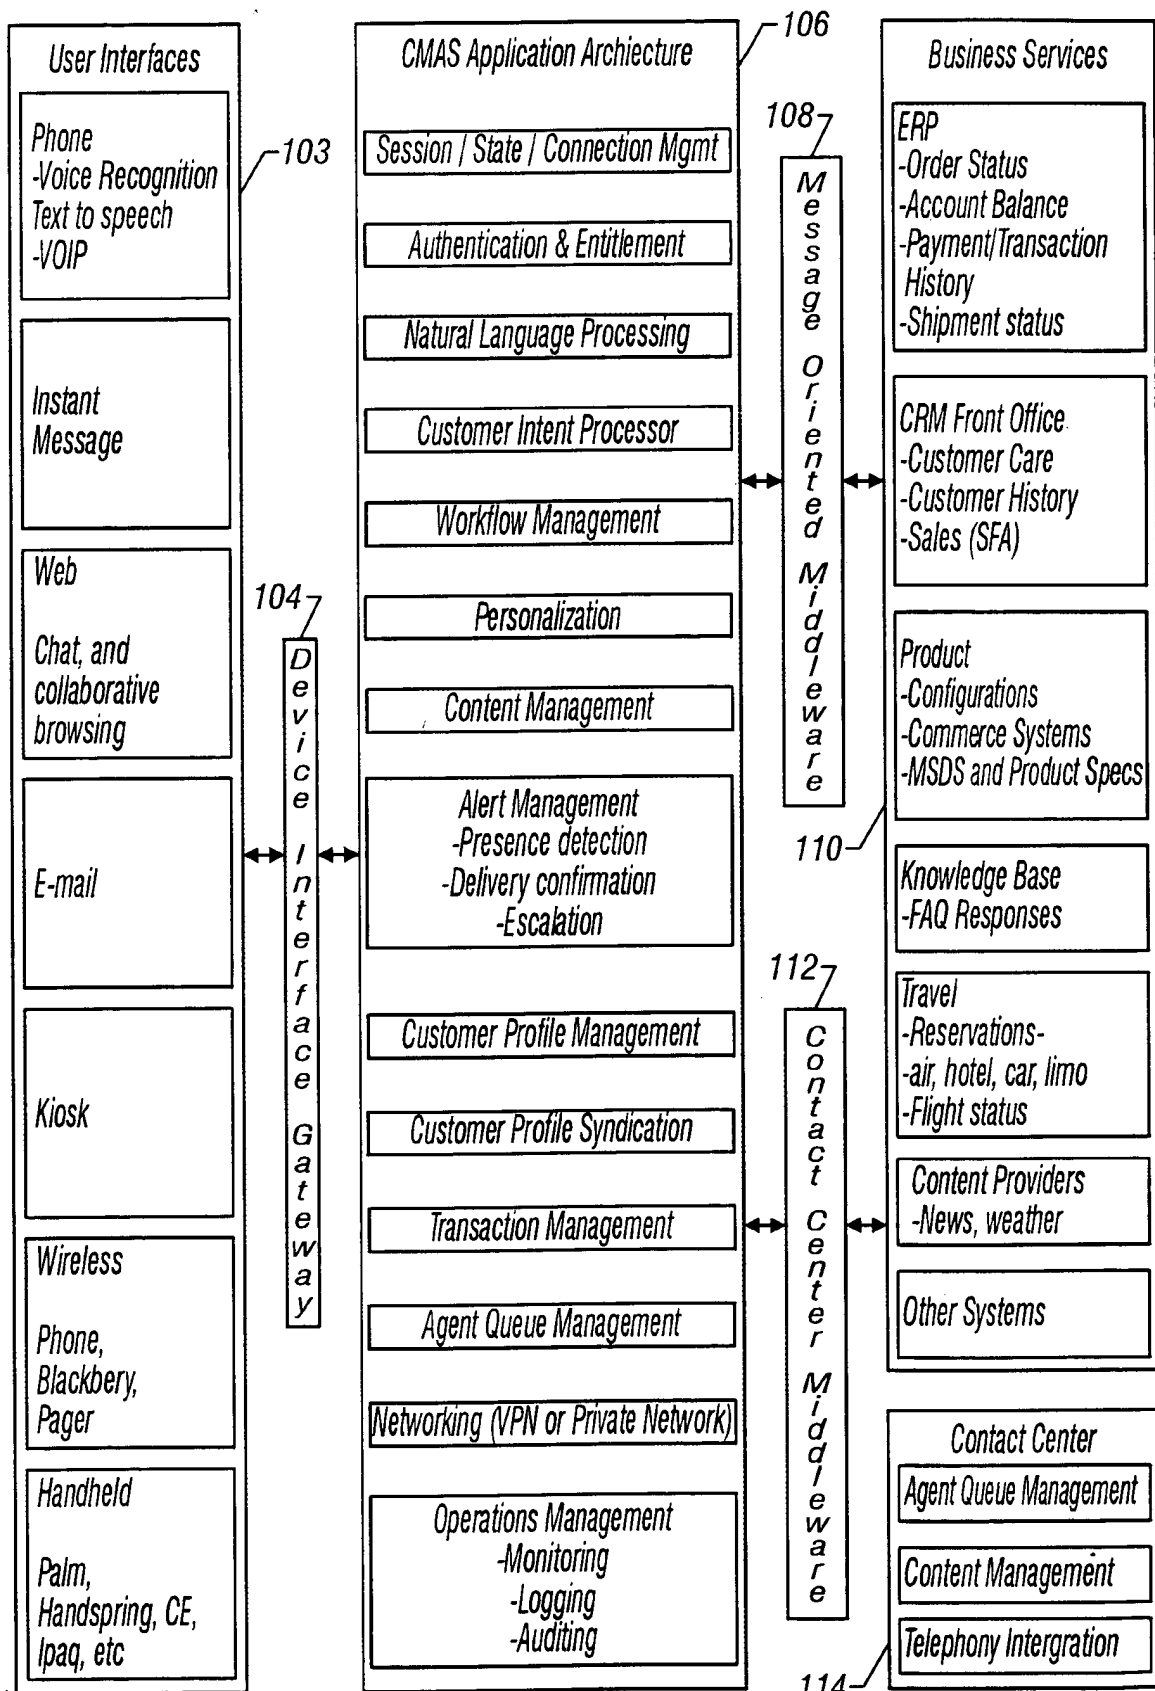 User Interfaces
Phone
-Voice Recognition
Text to speech
-VOIP
Instant
Message
Web
Chat, and
collaborative
browsing
E-mail
Kiosk
Wireless
Phone,
Blackbery,
Pager
Handheld
Palm,
Handspring, CE,
Ipaq, etc
103
104
Device Interface Gateway
106
CMAS Application Archiecture
Session / State / Connection Mgmt
Authentication & Entitlement
Natural Language Processing
Customer Intent Processor
Workflow Management
Personalization
Content Management
Alert Management
-Presence detection
-Delivery confirmation
-Escalation
Customer Profile Management
Customer Profile Syndication
Transaction Management
Agent Queue Management
Networking (VPN or Private Network)
Operations Management
-Monitoring
-Logging
-Auditing
108
Message Oriented Middleware
112
Contact Center Middleware
110
Business Services
ERP
-Order Status
-Account Balance
-Payment/Transaction
History
-Shipment status
CRM Front Office
-Customer Care
-Customer History
-Sales (SFA)
Product
-Configurations
-Commerce Systems
-MSDS and Product Specs
Knowledge Base
-FAQ Responses
Travel
-Reservations-
-air, hotel, car, limo
-Flight status
Content Providers
-News, weather
Other Systems
Contact Center
Agent Queue Management
Content Management
Telephony Intergration
114